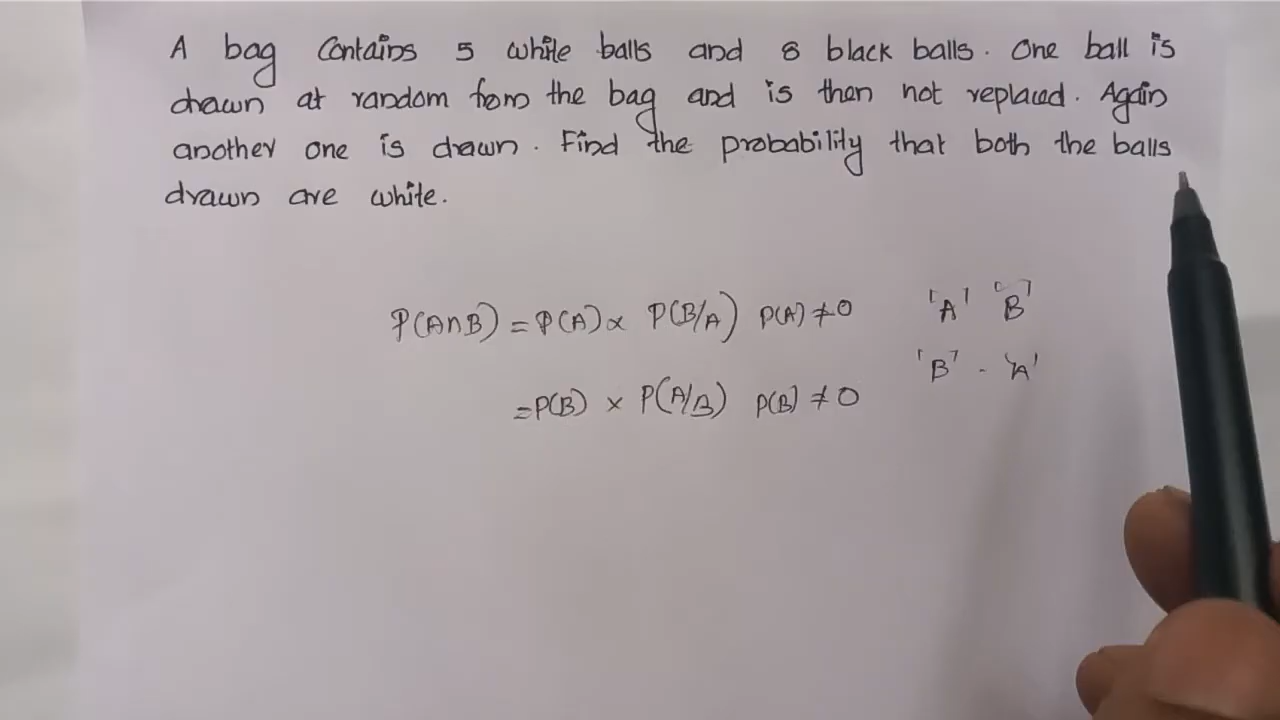 A bag Contains 5 white balls and 8 black balls. One ball is
drawn at random from the bag and is then not replaced. Again
another one is drawn. Find the probability that both the balls
drawn are white.
P(A∩B) = P(A) × P(B/A) P(A) ≠ 0 'A' 'B'
'B' - 'A'
= P(B) × P(A/B) P(B) ≠ 0